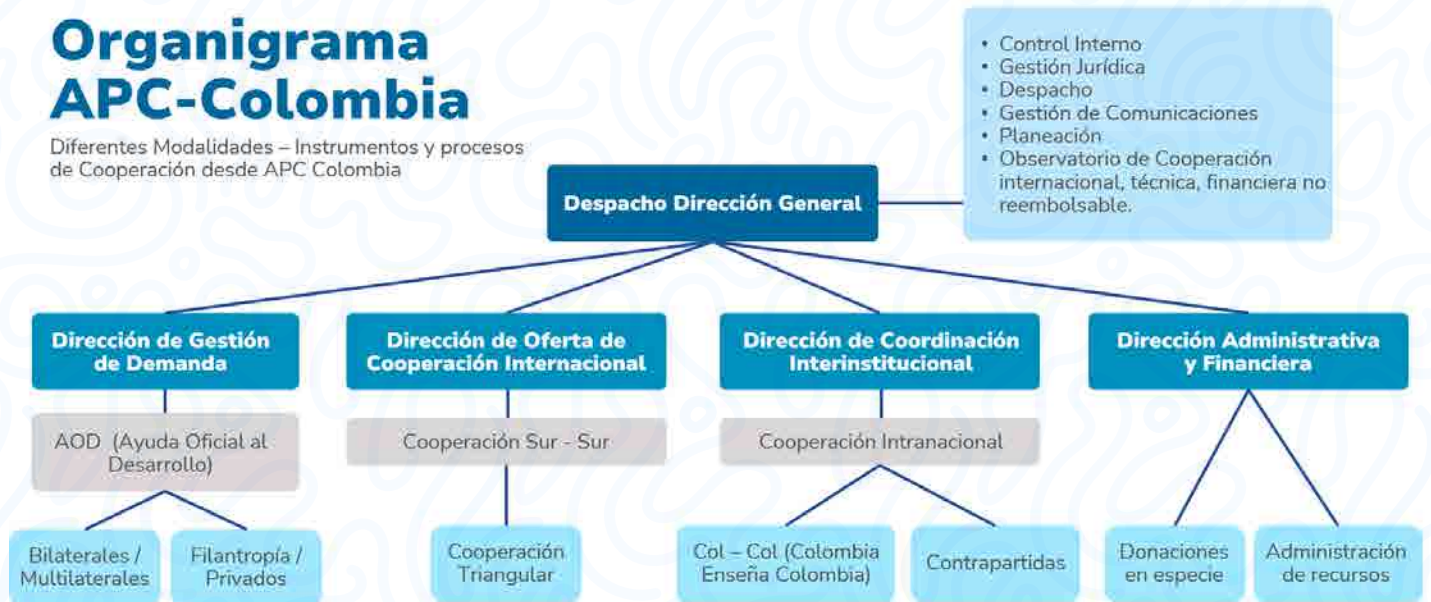 Organigrama
APC-Colombia
Diferentes Modalidades – Instrumentos y procesos
de Cooperación desde APC Colombia
• Control Interno
• Gestión Jurídica
• Despacho
• Gestión de Comunicaciones
• Planeación
• Observatorio de Cooperación
internacional, técnica, financiera no
reembolsable.
Despacho Dirección General
Dirección de Gestión
de Demanda
Dirección de Oferta de
Cooperación Internacional
Dirección de Coordinación
Interinstitucional
Dirección Administrativa
y Financiera
AOD (Ayuda Oficial al
Desarrollo)
Cooperación Sur - Sur
Cooperación Intranacional
Bilaterales /
Multilaterales
Filantropía /
Privados
Cooperación
Triangular
Col – Col (Colombia
Enseña Colombia)
Contrapartidas
Donaciones
en especie
Administración
de recursos